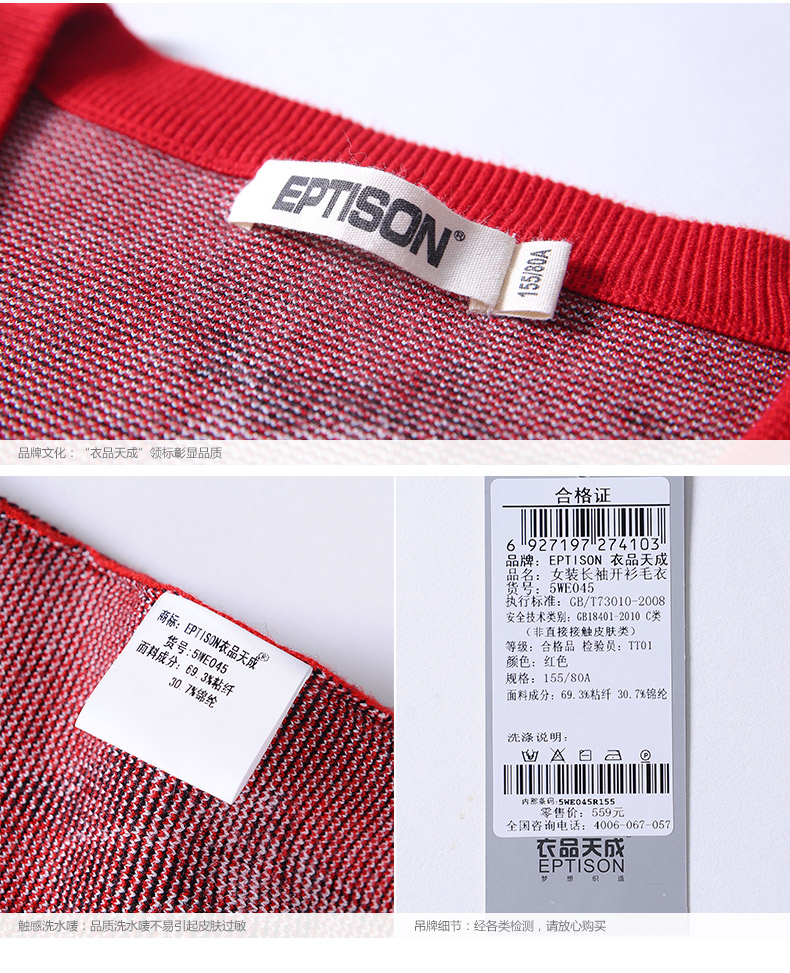 EPTISON®
155/80A
品牌文化：“衣品天成”领标彰显品质
商标：EPTISON衣品天成®
货号：5WE045
面料成分：69.3%粘纤
30.7%锦纶
触感洗水唛：品质洗水唛不易引起皮肤过敏
合格证
6 927197 274103
品牌：EPTISON 衣品天成
品名：女装长袖开衫毛衣
货号：5WE045
执行标准：GB/T73010-2008
安全技术类别：GB18401-2010 C类
（非直接接触皮肤类）
等级：合格品 检验员：TT01
颜色：红色
规格：155/80A
面料成分：69.3%粘纤 30.7%锦纶
洗涤说明：
内部条码：5WE045R155
零售价：559元
全国咨询电话：4006-067-057
衣品天成
EPTISON
梦想织造
吊牌细节：经各类检测，请放心购买